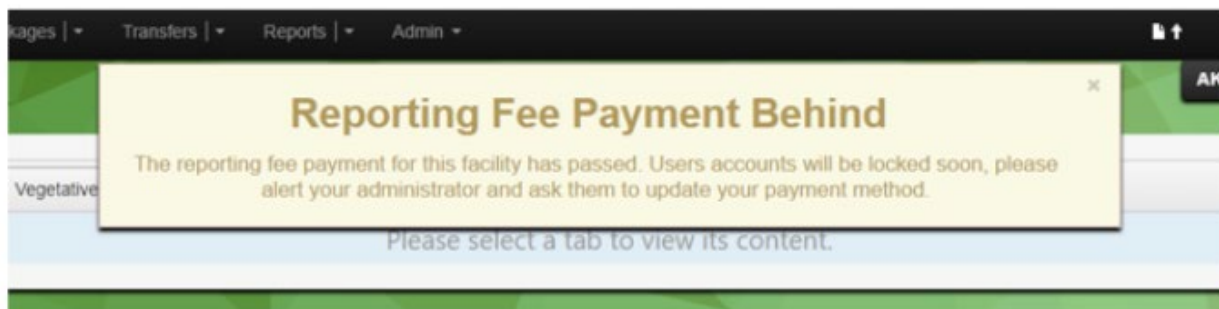 kages | Transfers | Reports | Admin
AK
Reporting Fee Payment Behind
×
The reporting fee payment for this facility has passed. Users accounts will be locked soon, please
alert your administrator and ask them to update your payment method.
Vegetative
Please select a tab to view its content.